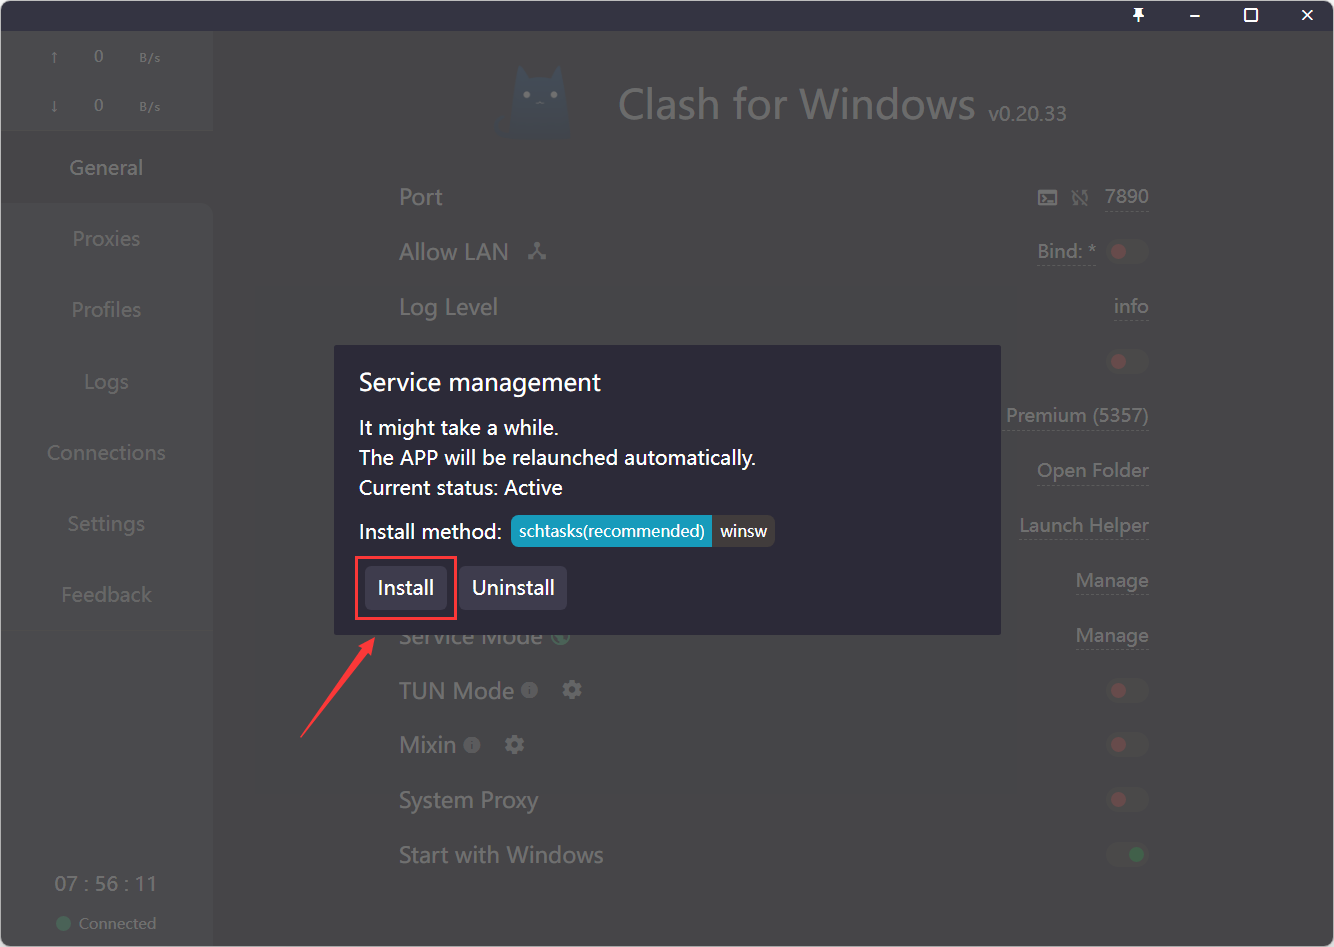 ↑ 0 B/s
↓ 0 B/s
General
Proxies
Profiles
Logs
Connections
Settings
Feedback
07 : 56 : 11
Connected
Clash for Windows v0.20.33
Port 7890
Allow LAN Bind: *
Log Level info
Premium (5357)
Open Folder
Launch Helper
Manage
Service Mode Manage
TUN Mode
Mixin
System Proxy
Start with Windows
Service management
It might take a while.
The APP will be relaunched automatically.
Current status: Active
Install method: schtasks(recommended) winsw
Install Uninstall